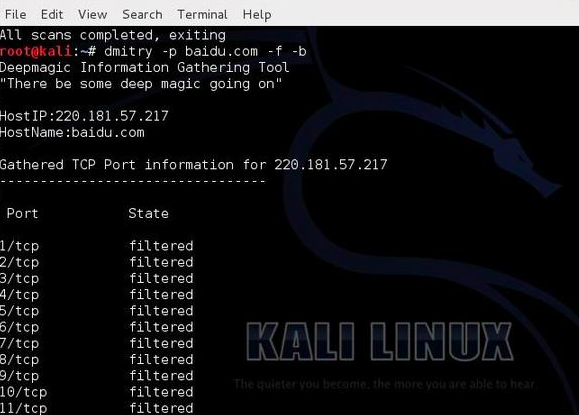 File Edit View Search Terminal Help
All scans completed, exiting
root@kali:~# dmitry -p baidu.com -f -b
Deepmagic Information Gathering Tool
"There be some deep magic going on"
HostIP:220.181.57.217
HostName:baidu.com
Gathered TCP Port information for 220.181.57.217
---------------------------------
Port State
1/tcp filtered
2/tcp filtered
3/tcp filtered
4/tcp filtered
5/tcp filtered
6/tcp filtered
7/tcp filtered
8/tcp filtered
9/tcp filtered
10/tcp filtered
11/tcp filtered
KALI LINUX
The quieter you become, the more you are able to hear.